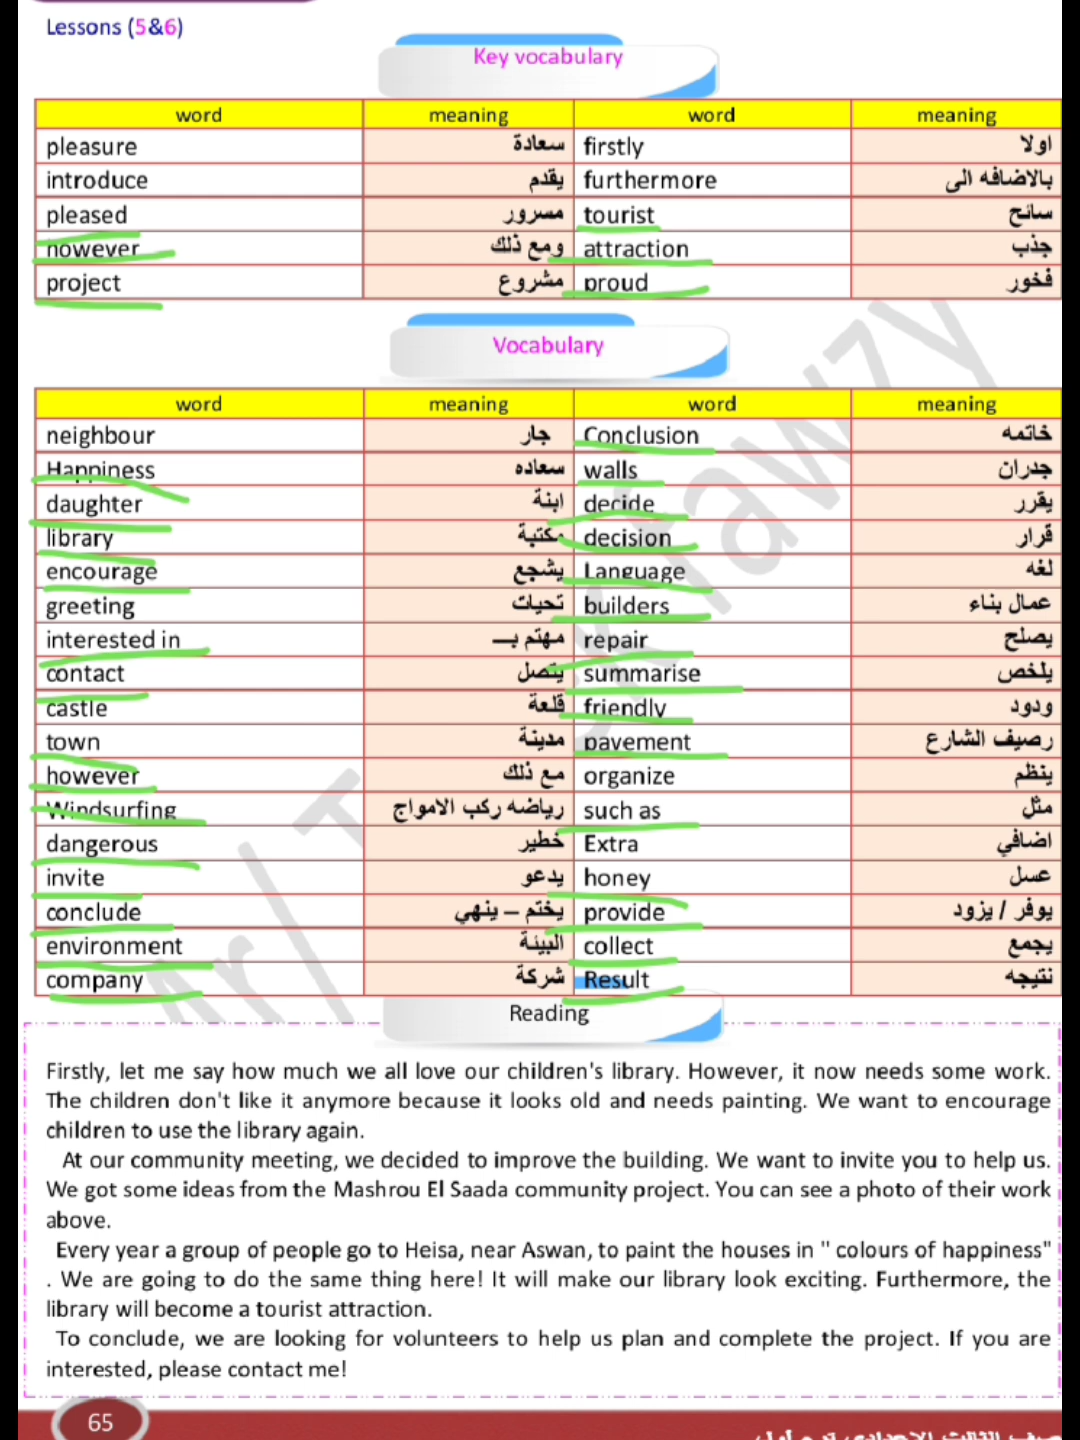 Lessons (5&6)
Key vocabulary
word meaning word meaning
pleasure سعادة firstly اولا
introduce يقدم furthermore بالاضافه الى
pleased مسرور tourist سائح
however ومع ذلك attraction جذب
project مشروع proud فخور
Vocabulary
word meaning word meaning
neighbour جار Conclusion خاتمه
Happiness سعاده walls جدران
daughter ابنة decide يقرر
library مكتبة decision قرار
encourage يشجع Language لغه
greeting تحيات builders عمال بناء
interested in مهتم بـــ repair يصلح
contact يتصل summarise يلخص
castle قلعة friendly ودود
town مدينة pavement رصيف الشارع
however مع ذلك organize ينظم
Windsurfing رياضه ركب الامواج such as مثل
dangerous خطير Extra اضافي
invite يدعو honey عسل
conclude يختم – ينهي provide يوفر / يزود
environment البيئة collect يجمع
company شركة Result نتيجه
Reading
Firstly, let me say how much we all love our children's library. However, it now needs some work.
The children don't like it anymore because it looks old and needs painting. We want to encourage
children to use the library again.
At our community meeting, we decided to improve the building. We want to invite you to help us.
We got some ideas from the Mashrou El Saada community project. You can see a photo of their work
above.
Every year a group of people go to Heisa, near Aswan, to paint the houses in " colours of happiness"
. We are going to do the same thing here! It will make our library look exciting. Furthermore, the
library will become a tourist attraction.
To conclude, we are looking for volunteers to help us plan and complete the project. If you are
interested, please contact me!
65